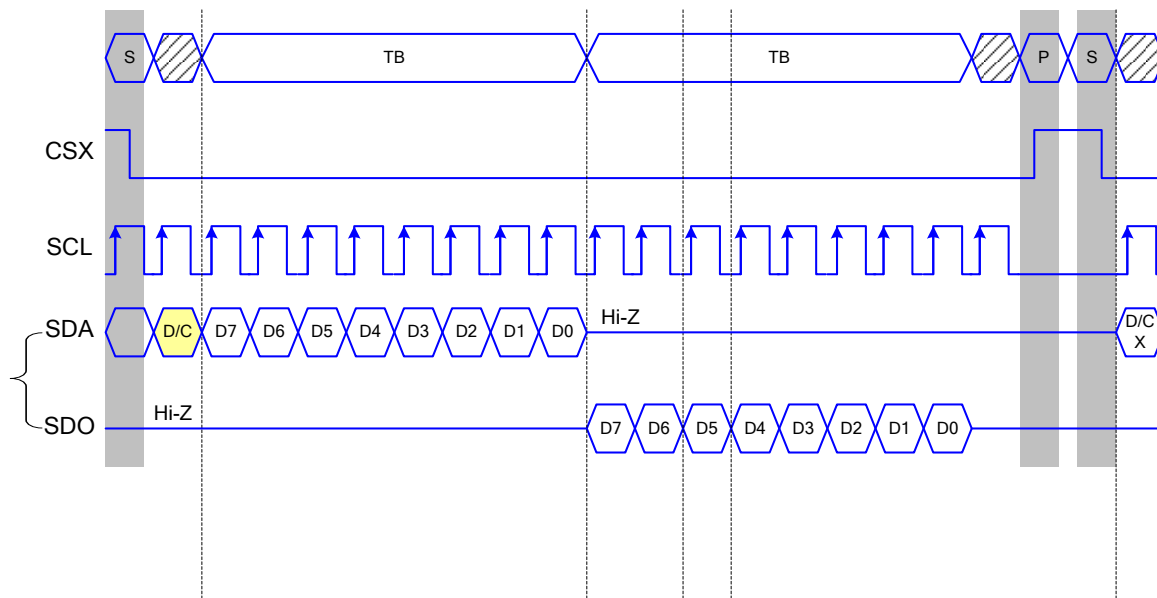 S TB TB P S
CSX
SCL
SDA D/C D7 D6 D5 D4 D3 D2 D1 D0 Hi-Z D/C
X
SDO Hi-Z D7 D6 D5 D4 D3 D2 D1 D0